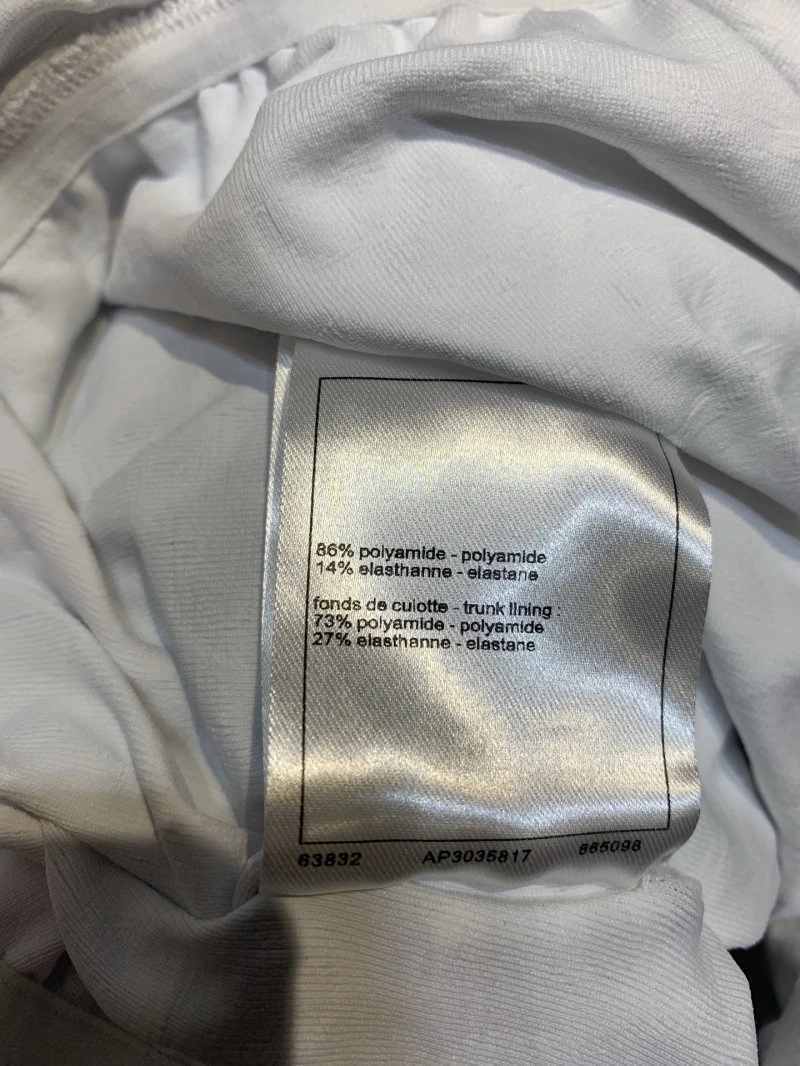 86% polyamide - polyamide
14% elasthanne - elastane
fonds de culotte - trunk lining :
73% polyamide - polyamide
27% elasthanne - elastane
63832 AP3035817 865098